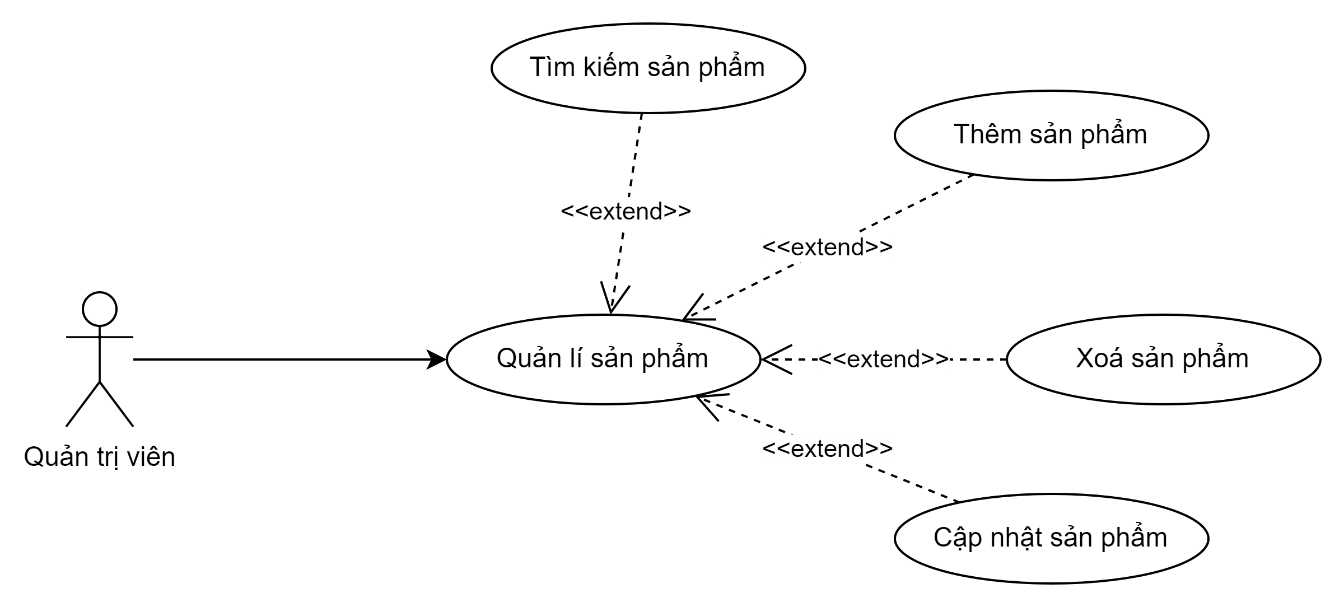 Tìm kiếm sản phẩm
Thêm sản phẩm
<<extend>>
<<extend>>
Quản lí sản phẩm
<<extend>>
Xoá sản phẩm
Quản trị viên
<<extend>>
Cập nhật sản phẩm